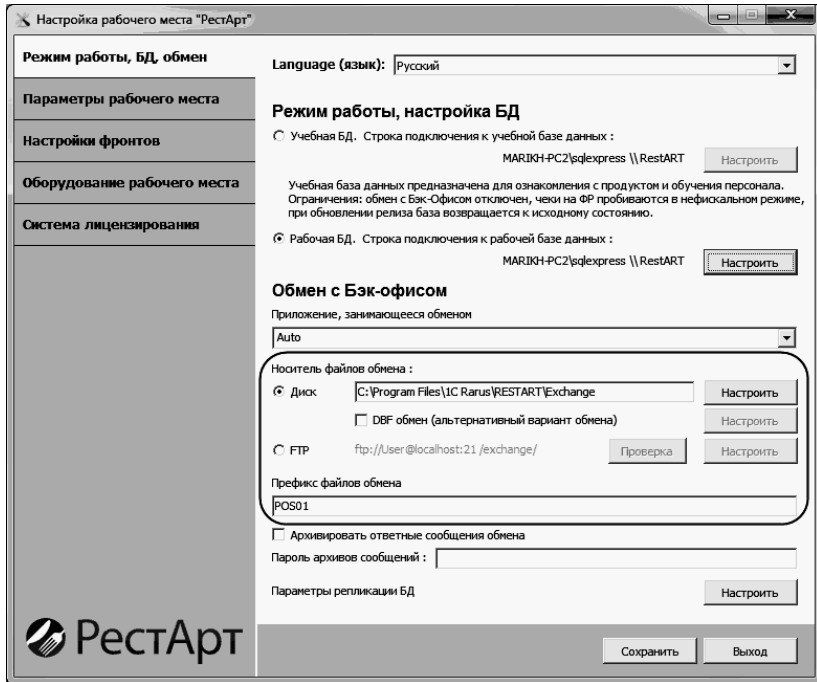 Настройка рабочего места "РестАрт"
Режим работы, БД, обмен
Параметры рабочего места
Настройки фронтов
Оборудование рабочего места
Система лицензирования
Language (язык): Русский
Режим работы, настройка БД
Учебная БД. Строка подключения к учебной базе данных :
MARIKH-PC2\sqlexpress \\RestART Настроить
Учебная база данных предназначена для ознакомления с продуктом и обучения персонала.
Ограничения: обмен с Бэк-Офисом отключен, чеки на ФР пробиваются в нефискальном режиме,
при обновлении релиза база возвращается к исходному состоянию.
Рабочая БД. Строка подключения к рабочей базе данных :
MARIKH-PC2\sqlexpress \\RestART Настроить
Обмен с Бэк-офисом
Приложение, занимающееся обменом
Auto
Носитель файлов обмена :
Диск C:\Program Files\1C Rarus\RESTART\Exchange Настроить
DBF обмен (альтернативный вариант обмена) Настроить
FTP ftp://User@localhost:21 /exchange/ Проверка Настроить
Префикс файлов обмена
POS01
Архивировать ответные сообщения обмена
Пароль архивов сообщений :
Параметры репликации БД Настроить
РестАрт
Сохранить Выход